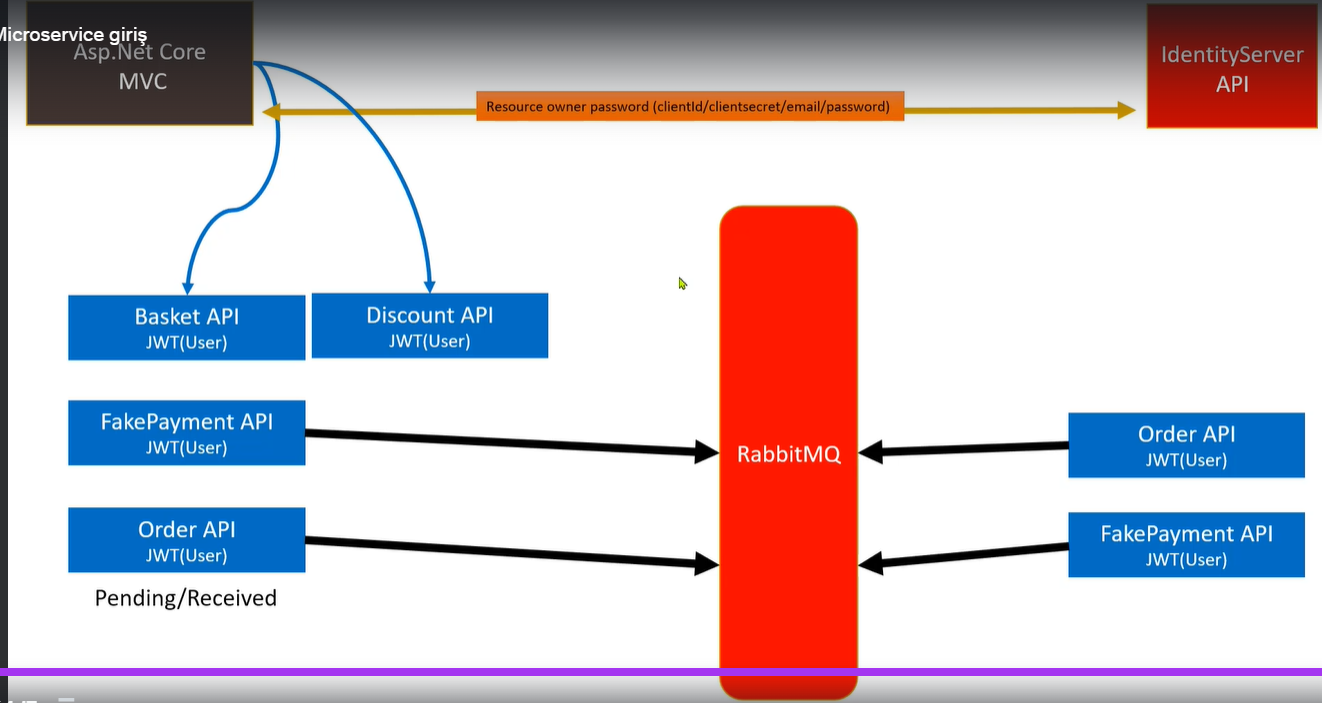 Microservice giriş
Asp.Net Core
MVC
IdentityServer
API
Resource owner password (clientId/clientsecret/email/password)
Basket API
JWT(User)
Discount API
JWT(User)
FakePayment API
JWT(User)
RabbitMQ
Order API
JWT(User)
Order API
JWT(User)
FakePayment API
JWT(User)
Pending/Received